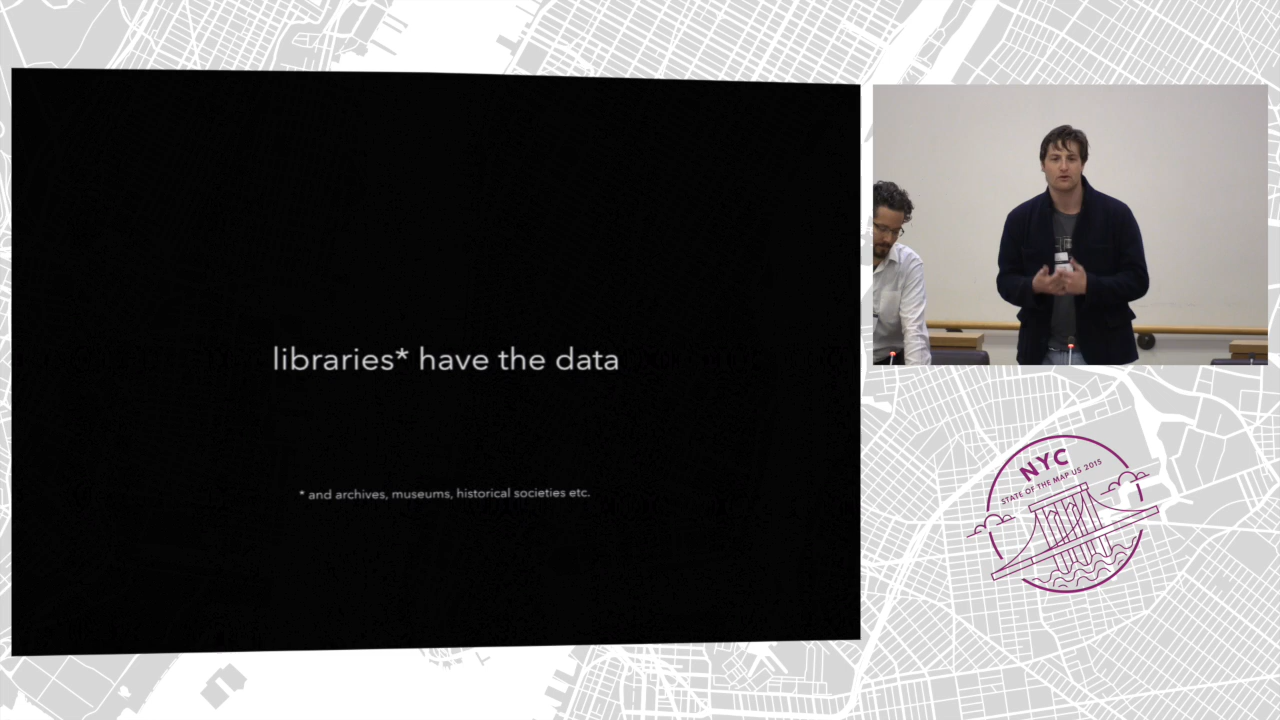 libraries* have the data
* and archives, museums, historical societies etc.
NYC
STATE OF THE MAP US 2015